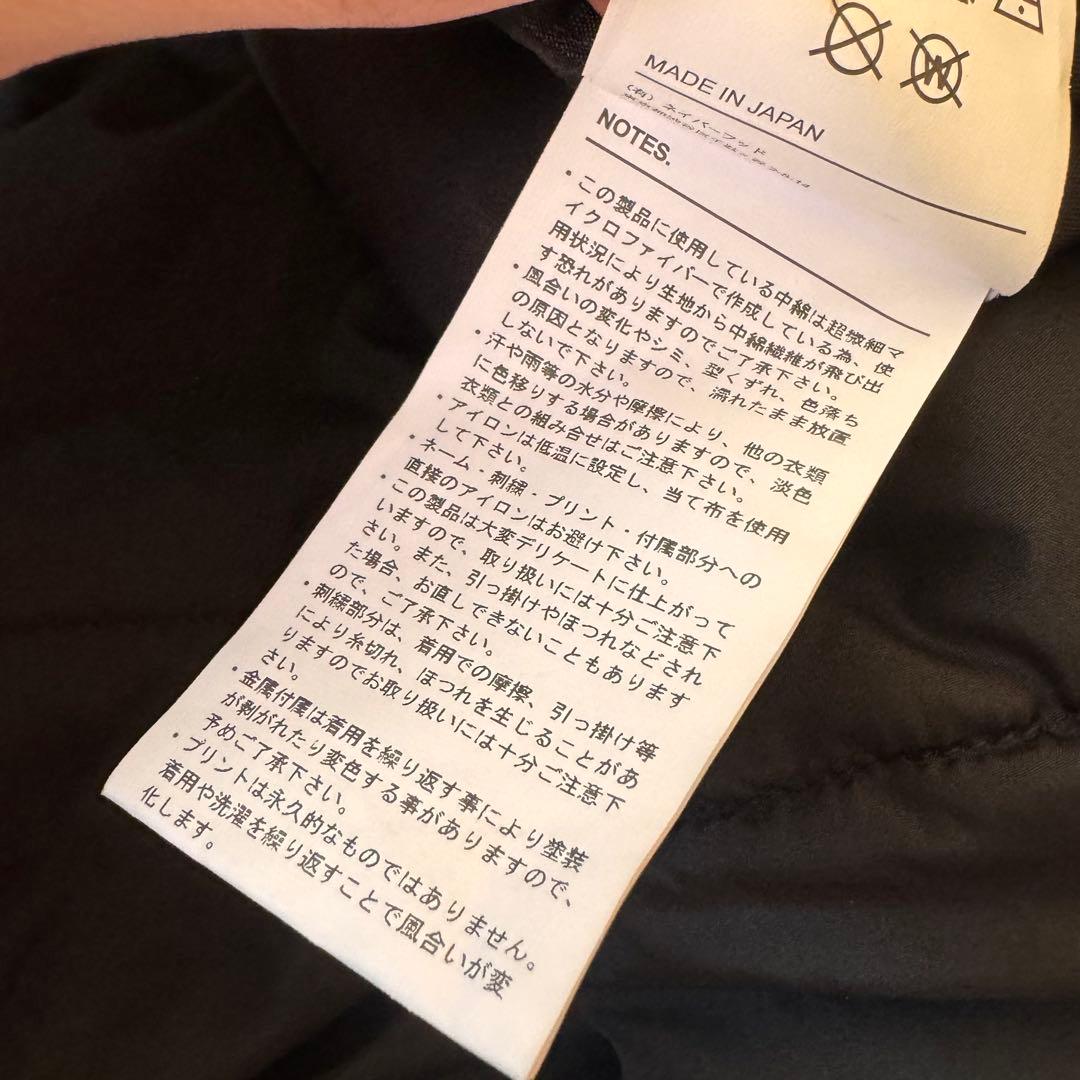 W
MADE IN JAPAN
(有) ネイバーフッド
NOTES.
・この製品に使用している中綿は超微細マ
イクロファイバーで作成している為、使
用状況により生地から中綿繊維が飛び出
す恐れがありますのでご了承下さい。
・風合いの変化やシミ、型くずれ、色落ち
の原因となりますので、濡れたまま放置
しないで下さい。
・汗や雨等の水分や摩擦により、他の衣類
に色移りする場合がありますので、淡色
衣類との組み合せはご注意下さい。
・アイロンは低温に設定し、当て布を使用
して下さい。
・ネーム・刺繍・プリント・付属部分への
直接のアイロンはお避け下さい。
・この製品は大変デリケートに仕上がって
いますので、取り扱いには十分ご注意下
さい。また、引っ掛けやほつれなどされ
た場合、お直しできないこともあります
ので、ご了承下さい。
・刺繍部分は、着用での摩擦、引っ掛け等
により糸切れ、ほつれを生じることがあ
りますのでお取り扱いには十分ご注意下
さい。
・金属付属は着用を繰り返す事により塗装
が剥がれたり変色する事がありますので、
予めご了承下さい。
・プリントは永久的なものではありません。
着用や洗濯を繰り返すことで風合いが変
化します。